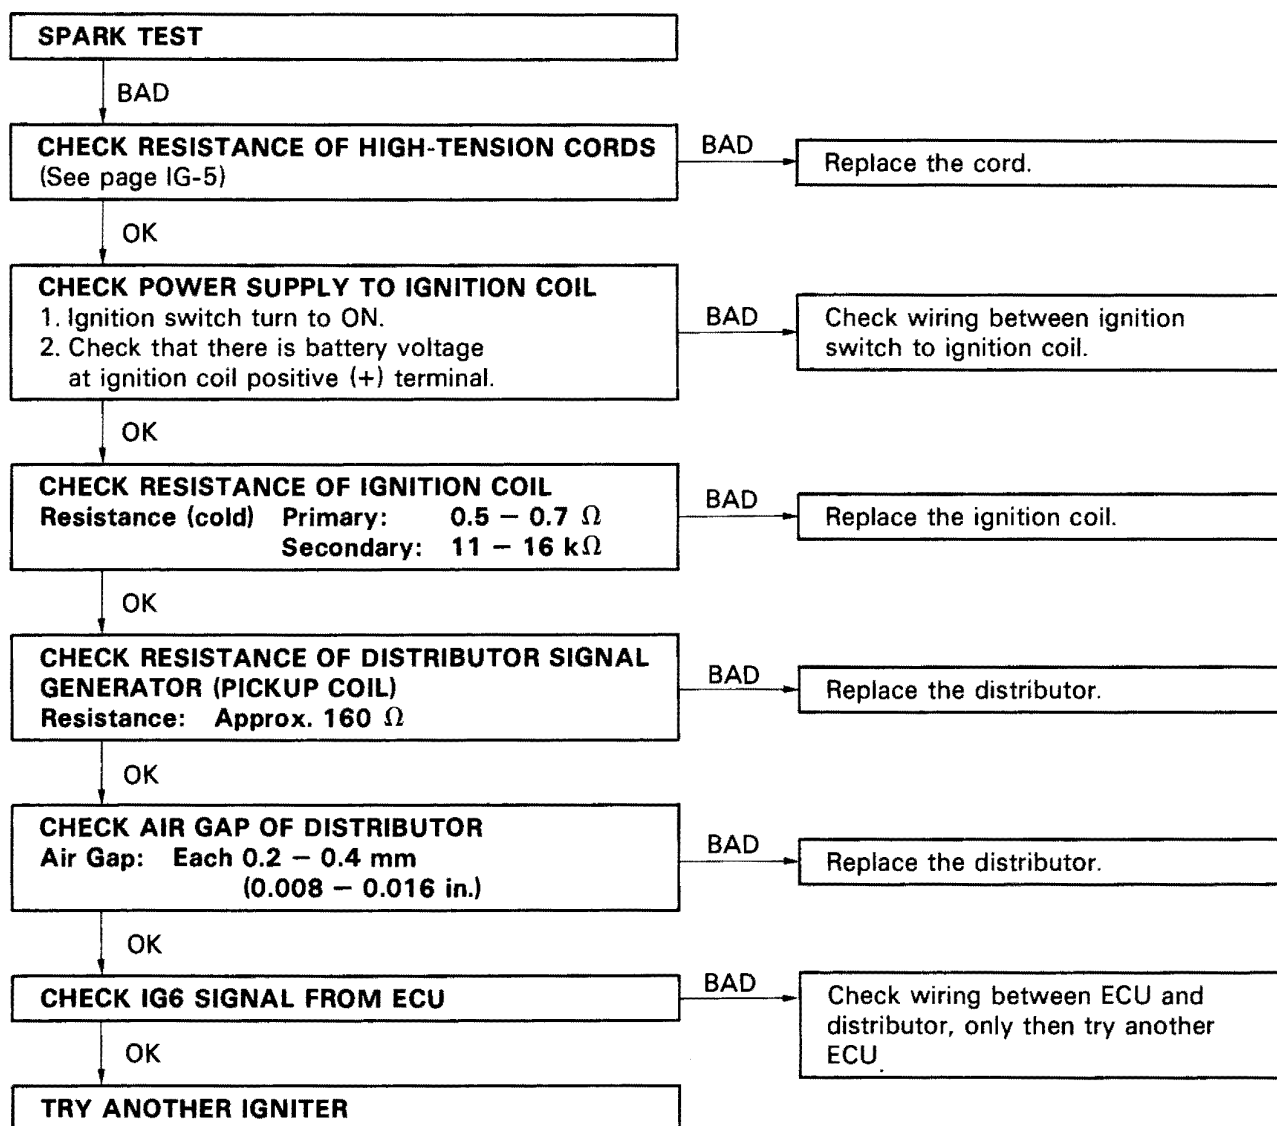 SPARK TEST
BAD
CHECK RESISTANCE OF HIGH-TENSION CORDS
(See page IG-5)
BAD
Replace the cord.
OK
CHECK POWER SUPPLY TO IGNITION COIL
1. Ignition switch turn to ON.
2. Check that there is battery voltage
at ignition coil positive (+) terminal.
BAD
Check wiring between ignition
switch to ignition coil.
OK
CHECK RESISTANCE OF IGNITION COIL
Resistance (cold) Primary: 0.5 – 0.7 Ω
Secondary: 11 – 16 kΩ
BAD
Replace the ignition coil.
OK
CHECK RESISTANCE OF DISTRIBUTOR SIGNAL
GENERATOR (PICKUP COIL)
Resistance: Approx. 160 Ω
BAD
Replace the distributor.
OK
CHECK AIR GAP OF DISTRIBUTOR
Air Gap: Each 0.2 – 0.4 mm
(0.008 – 0.016 in.)
BAD
Replace the distributor.
OK
CHECK IG6 SIGNAL FROM ECU
BAD
Check wiring between ECU and
distributor, only then try another
ECU.
OK
TRY ANOTHER IGNITER